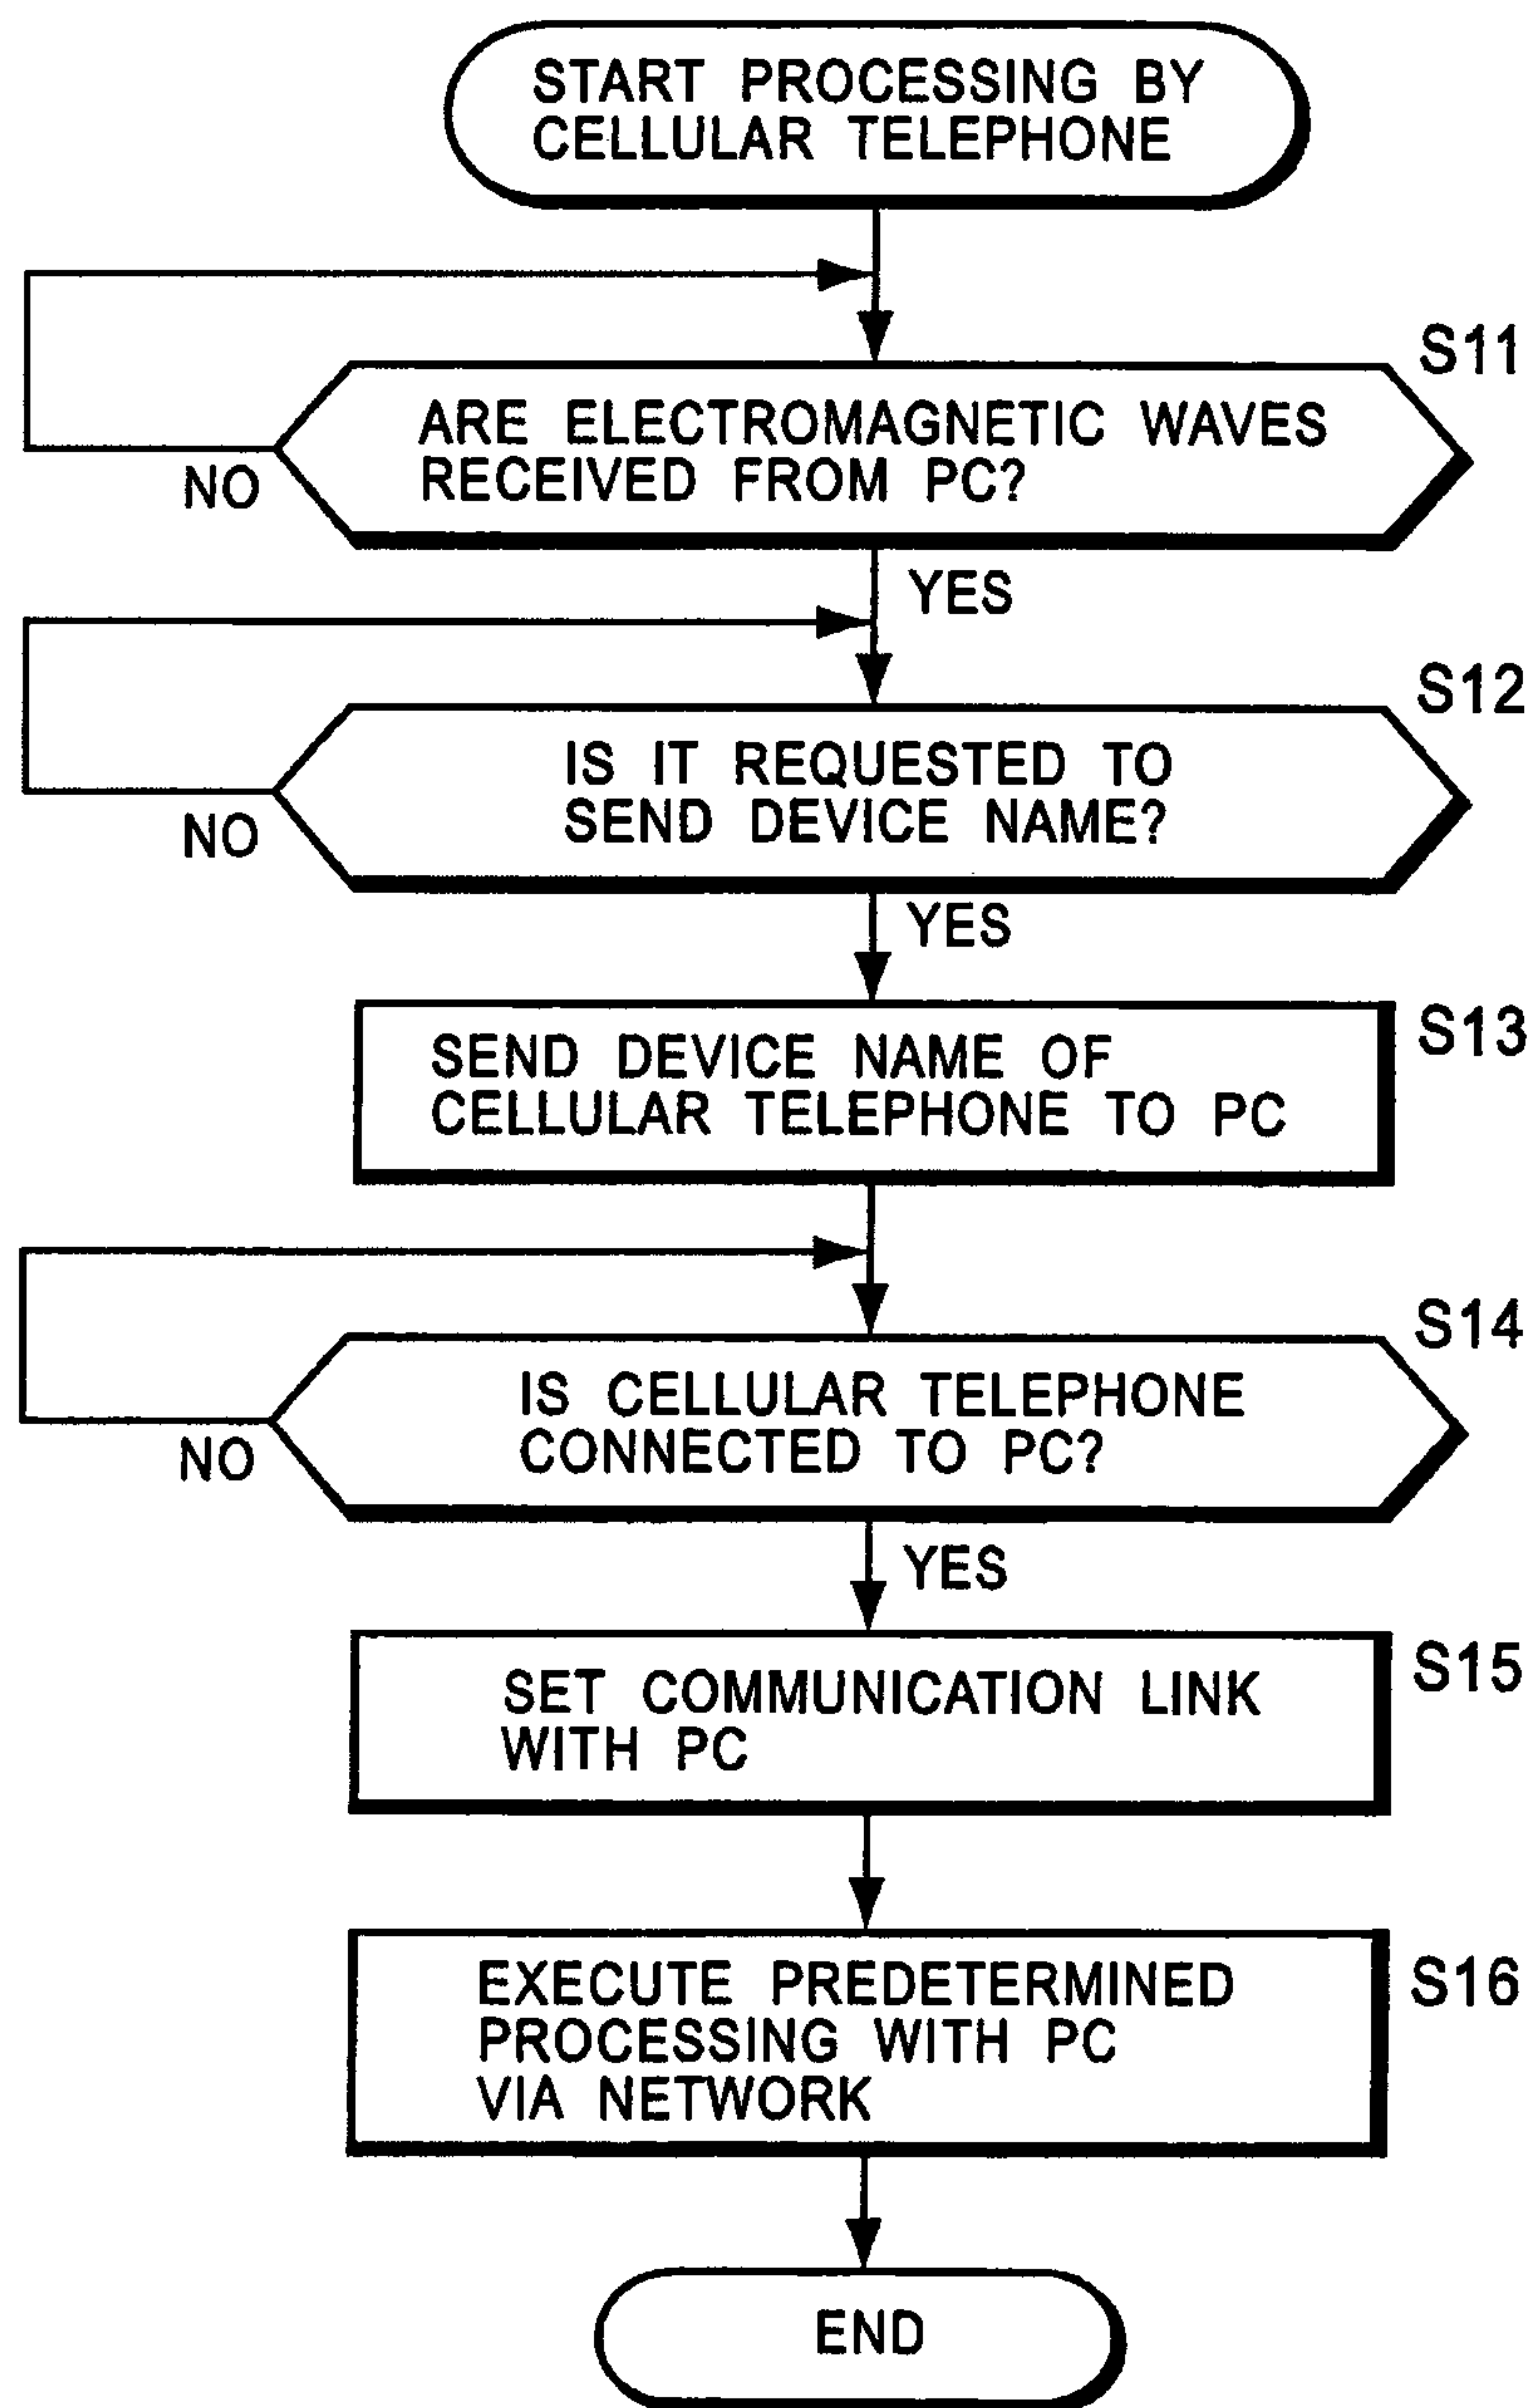 START PROCESSING BY
CELLULAR TELEPHONE
S11
ARE ELECTROMAGNETIC WAVES
RECEIVED FROM PC?
NO
YES
S12
IS IT REQUESTED TO
SEND DEVICE NAME?
NO
YES
S13
SEND DEVICE NAME OF
CELLULAR TELEPHONE TO PC
S14
IS CELLULAR TELEPHONE
CONNECTED TO PC?
NO
YES
S15
SET COMMUNICATION LINK
WITH PC
S16
EXECUTE PREDETERMINED
PROCESSING WITH PC
VIA NETWORK
END